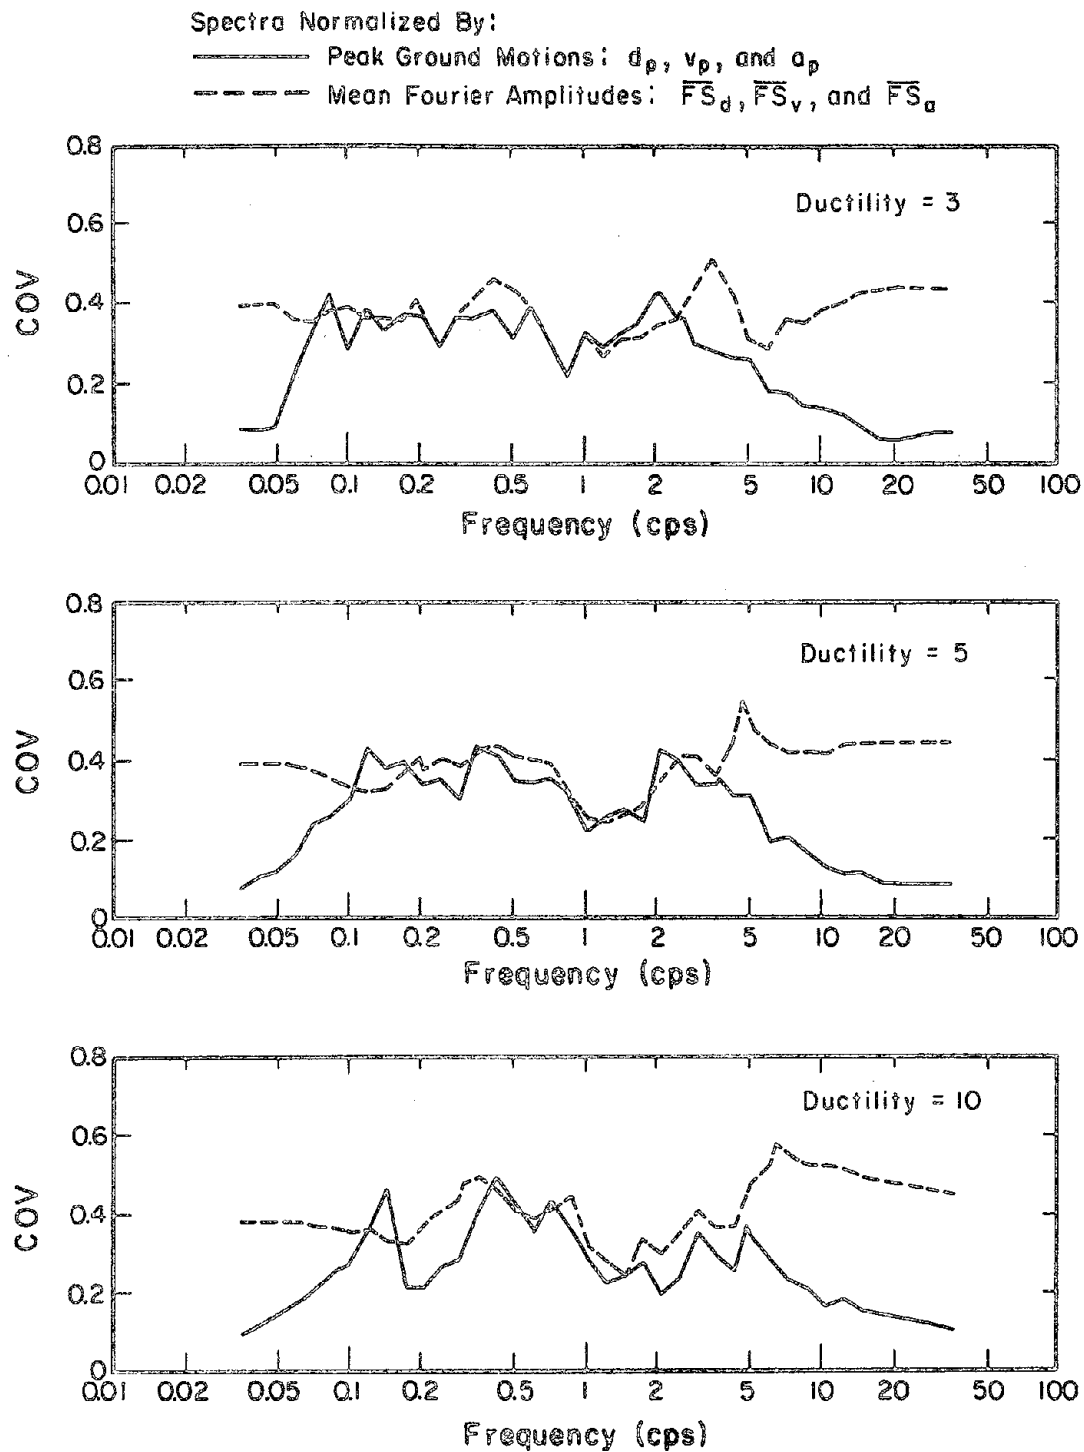 Spectra Normalized By:
Peak Ground Motions: dp, vp, and ap
Mean Fourier Amplitudes: F̅S̅d, F̅S̅v, and F̅S̅a
0.8
0.6
0.4
0.2
0
COV
Ductility = 3
0.01 0.02 0.05 0.1 0.2 0.5 1 2 5 10 20 50 100
Frequency (cps)
0.8
0.6
0.4
0.2
0
COV
Ductility = 5
0.01 0.02 0.05 0.1 0.2 0.5 1 2 5 10 20 50 100
Frequency (cps)
0.8
0.6
0.4
0.2
0
COV
Ductility = 10
0.01 0.02 0.05 0.1 0.2 0.5 1 2 5 10 20 50 100
Frequency (cps)